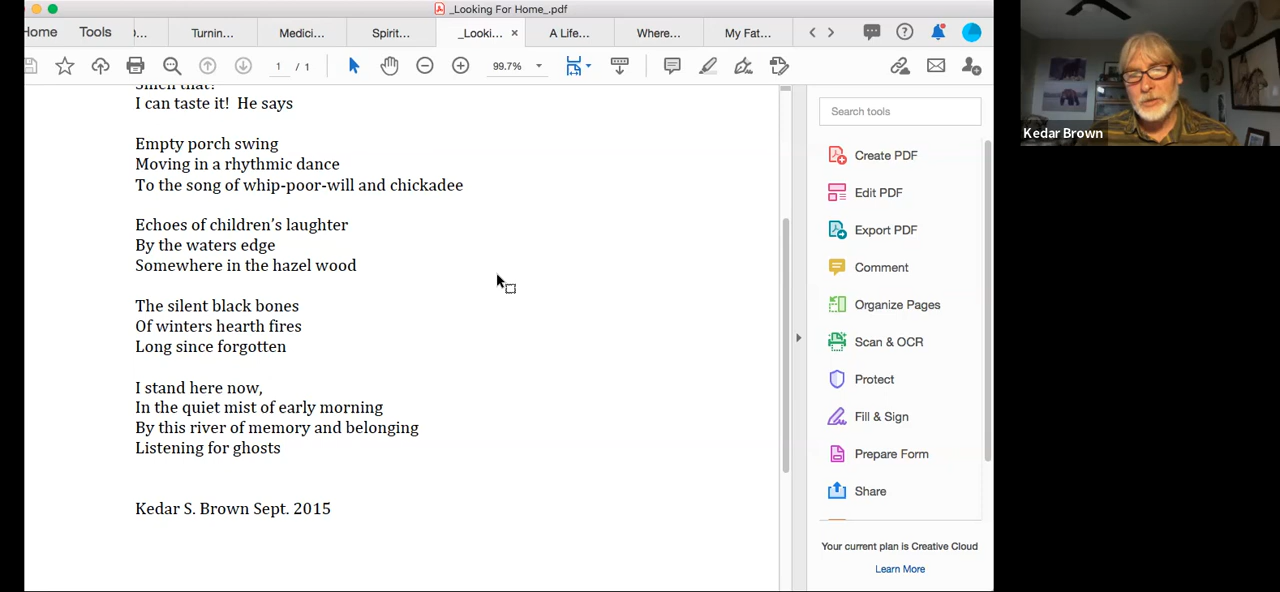 _Looking For Home_.pdf
Home
Tools
)...
Turnin...
Medici...
Spirit...
_Looki...
A Life...
Where...
My Fat...
1 / 1
99.7%
I can taste it!  He says
Empty porch swing
Moving in a rhythmic dance
To the song of whip-poor-will and chickadee
Echoes of children’s laughter
By the waters edge
Somewhere in the hazel wood
The silent black bones
Of winters hearth fires
Long since forgotten
I stand here now,
In the quiet mist of early morning
By this river of memory and belonging
Listening for ghosts
Kedar S. Brown Sept. 2015
Search tools
Create PDF
Edit PDF
Export PDF
Comment
Organize Pages
Scan & OCR
Protect
Fill & Sign
Prepare Form
Share
Your current plan is Creative Cloud
Learn More
Kedar Brown